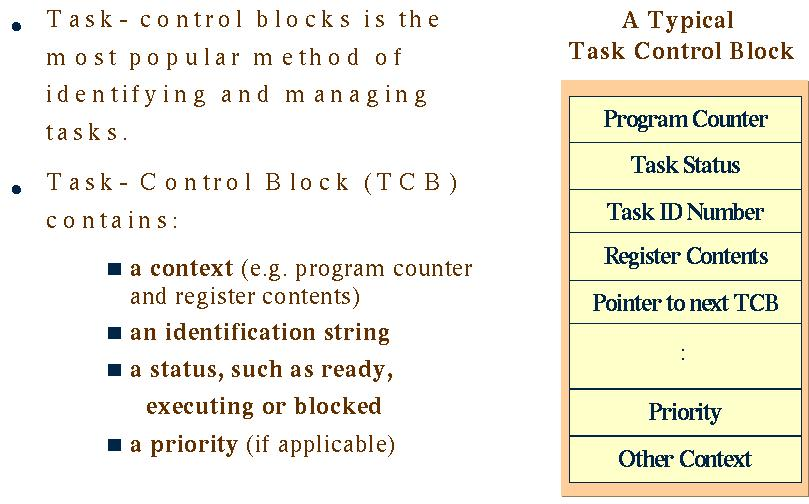 • Task- control blocks is the
most popular method of
identifying and managing
tasks.
• Task- Control Block (TCB)
contains:
■ a context (e.g. program counter
and register contents)
■ an identification string
■ a status, such as ready,
executing or blocked
■ a priority (if applicable)
A Typical
Task Control Block
Program Counter
Task Status
Task ID Number
Register Contents
Pointer to next TCB
:
Priority
Other Context